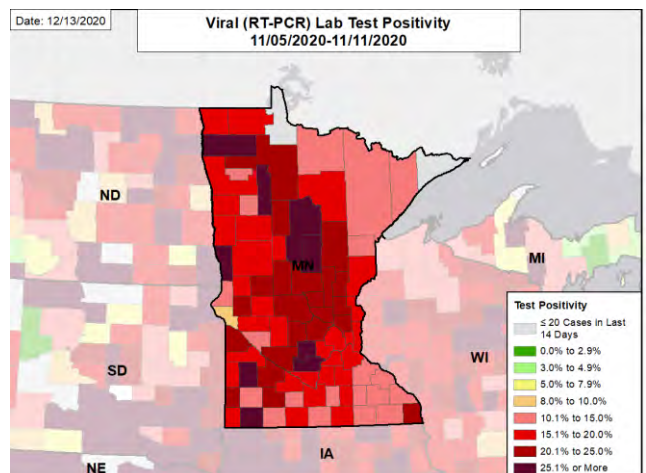 Date: 12/13/2020
Viral (RT-PCR) Lab Test Positivity
11/05/2020-11/11/2020
ND
MN
MI
SD
WI
IA
NE
Test Positivity
≤ 20 Cases in Last
14 Days
0.0% to 2.9%
3.0% to 4.9%
5.0% to 7.9%
8.0% to 10.0%
10.1% to 15.0%
15.1% to 20.0%
20.1% to 25.0%
25.1% or More